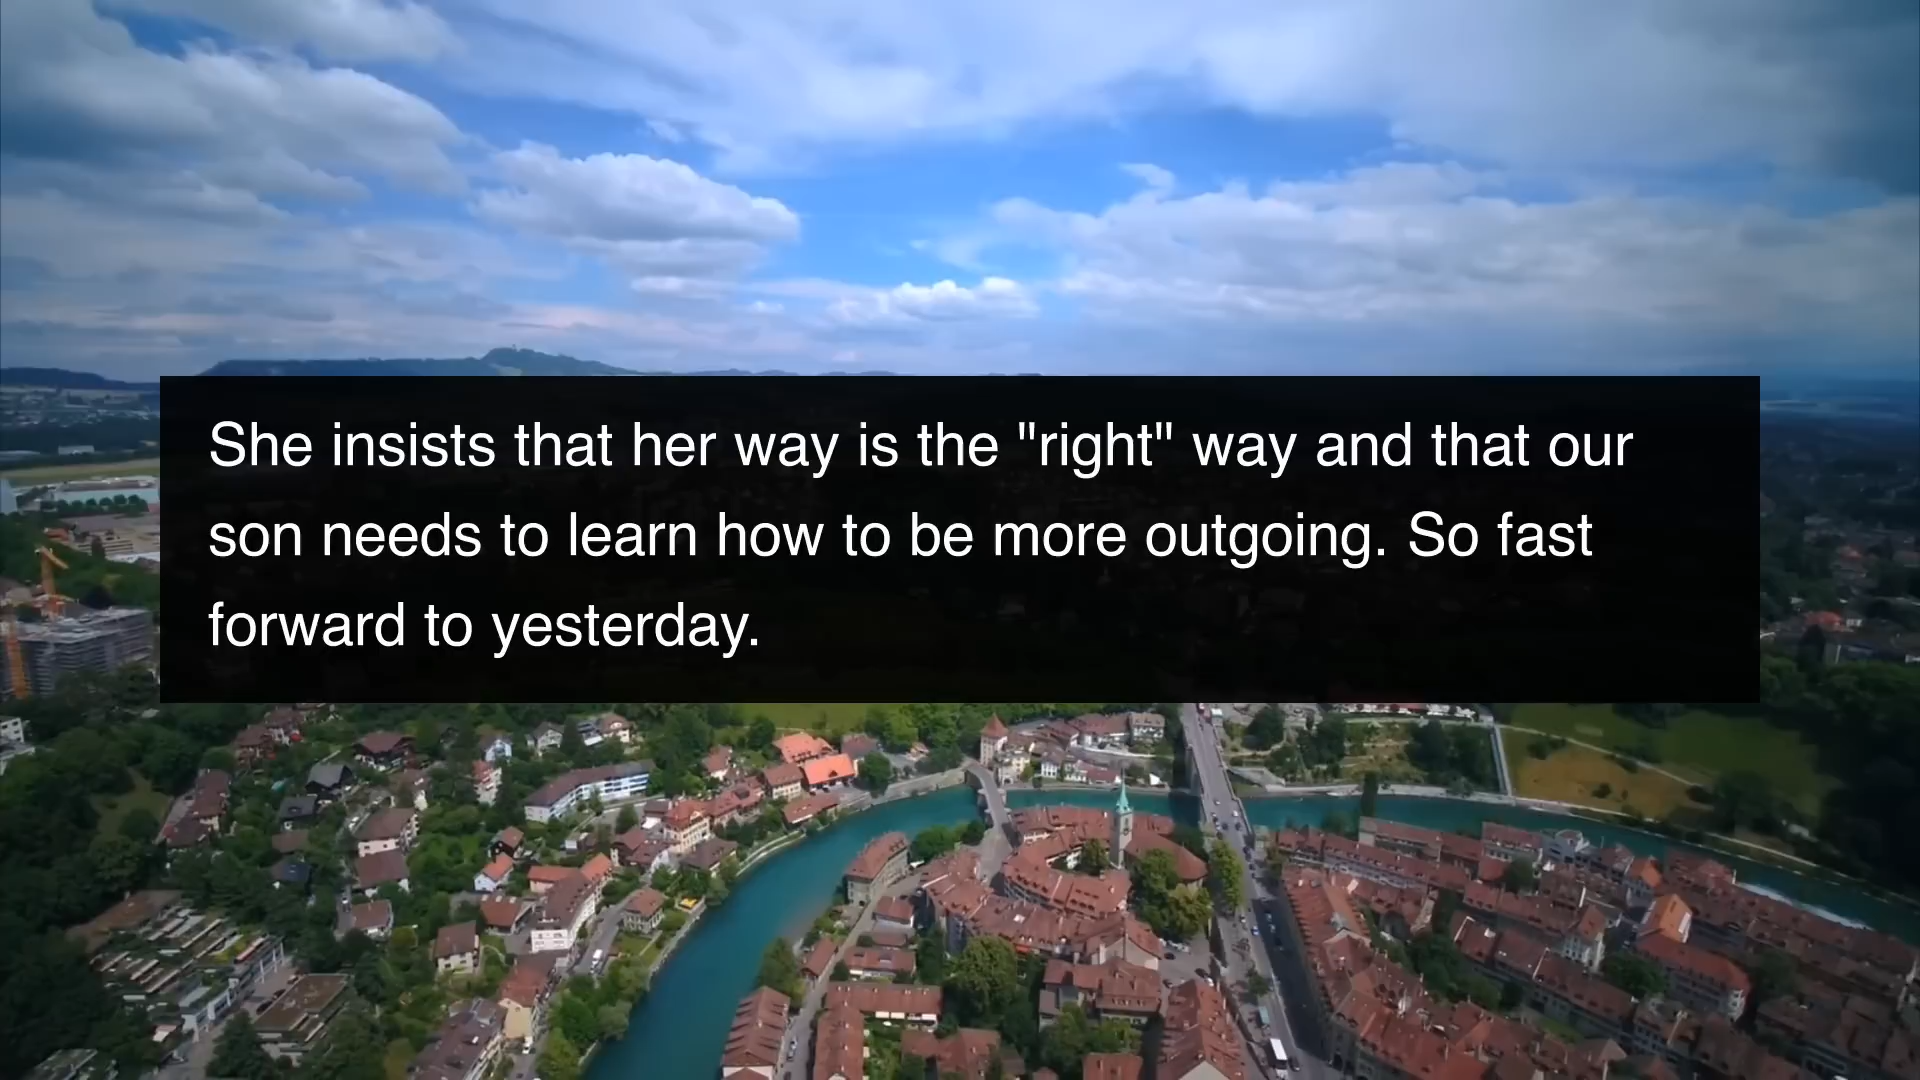 She insists that her way is the "right" way and that our
son needs to learn how to be more outgoing. So fast
forward to yesterday.